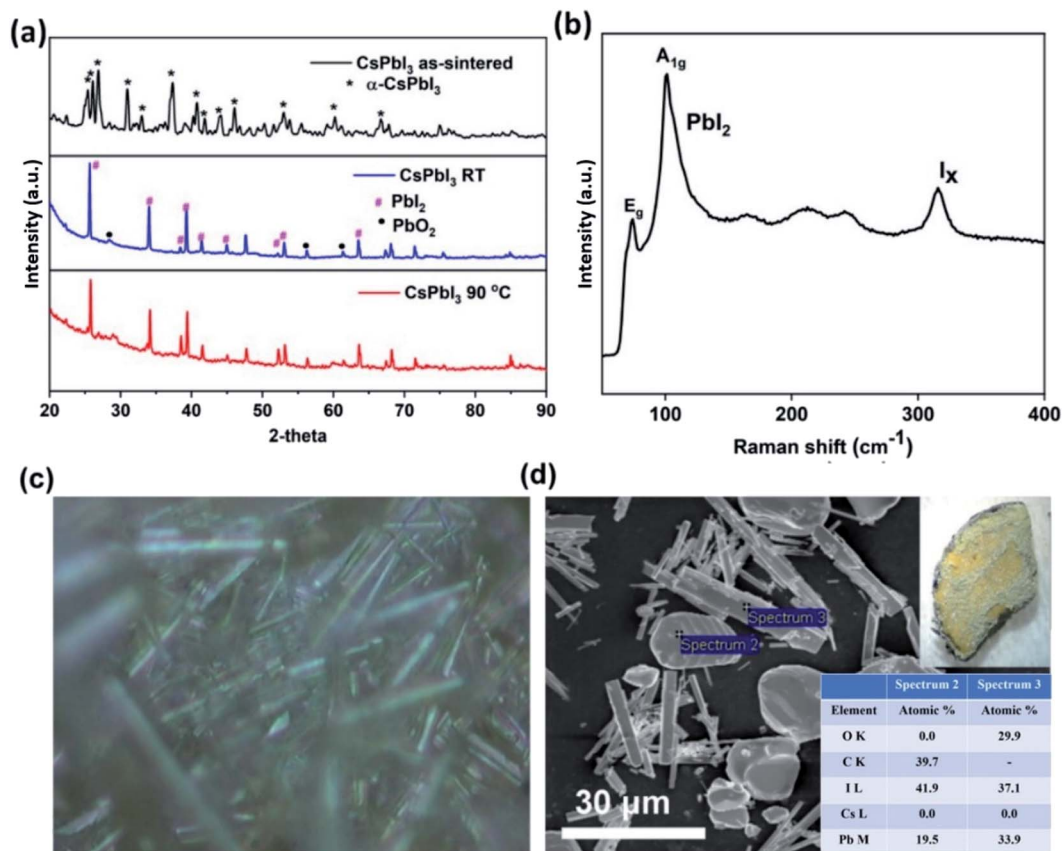 (a)
CsPbI₃ as-sintered
* α-CsPbI₃
CsPbI₃ RT
# PbI₂
• PbO₂
CsPbI₃ 90 °C
Intensity (a.u.)
20 30 40 50 60 70 80 90
2-theta
(b)
A₁g
PbI₂
Eg
Iₓ
Intensity (a.u.)
100 200 300 400
Raman shift (cm⁻¹)
(c)
(d)
Spectrum 3
Spectrum 2
30 µm
Spectrum 2 Spectrum 3
Element Atomic % Atomic %
O K 0.0 29.9
C K 39.7 -
I L 41.9 37.1
Cs L 0.0 0.0
Pb M 19.5 33.9